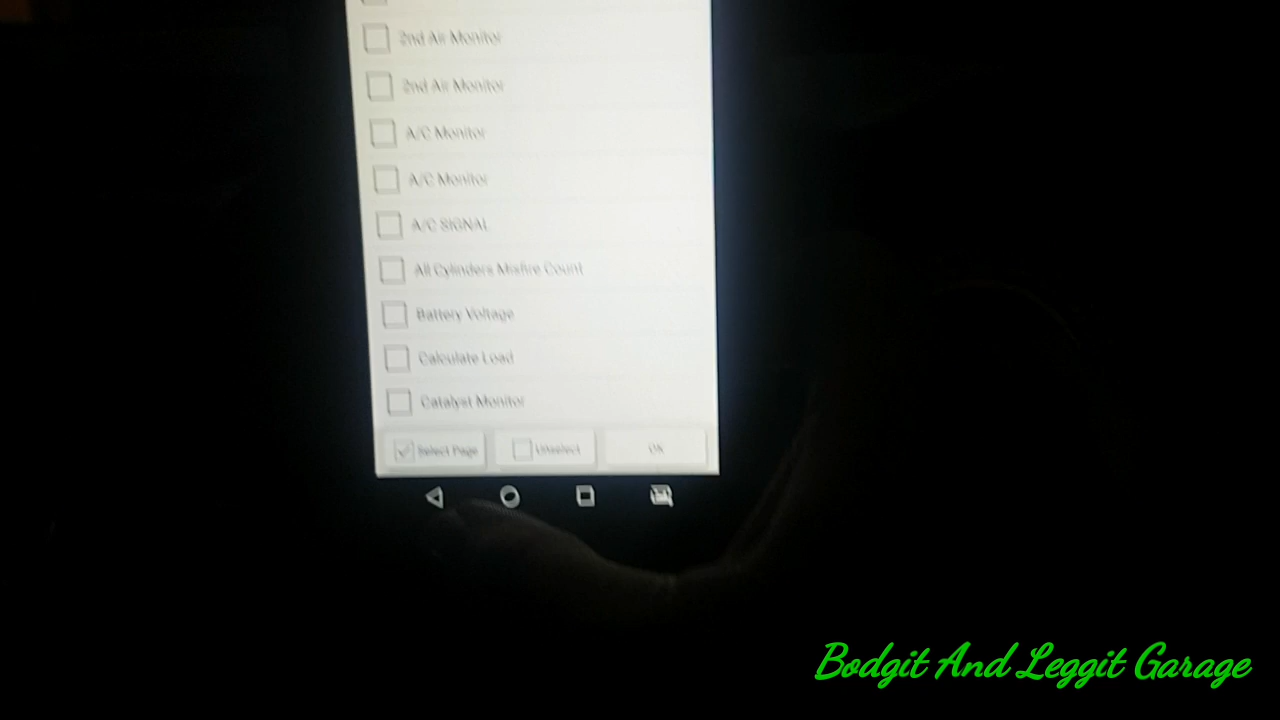 2nd Air Monitor
2nd Air Monitor
A/C Monitor
A/C Monitor
A/C SIGNAL
All Cylinders Misfire Count
Battery Voltage
Calculate Load
Catalyst Monitor
Select Page Unselect OK
Bodgit And Leggit Garage